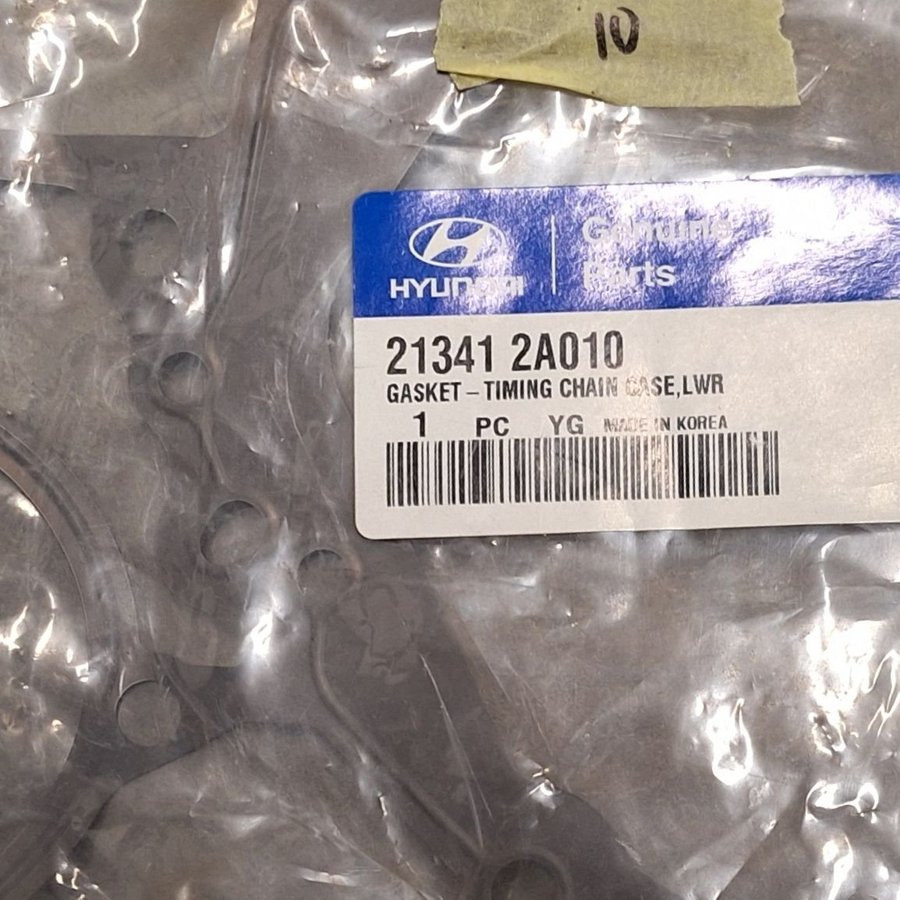 10
HYUNDAI
Genuine
Parts
21341 2A010
GASKET – TIMING CHAIN CASE,LWR
1 PC YG MADE IN KOREA